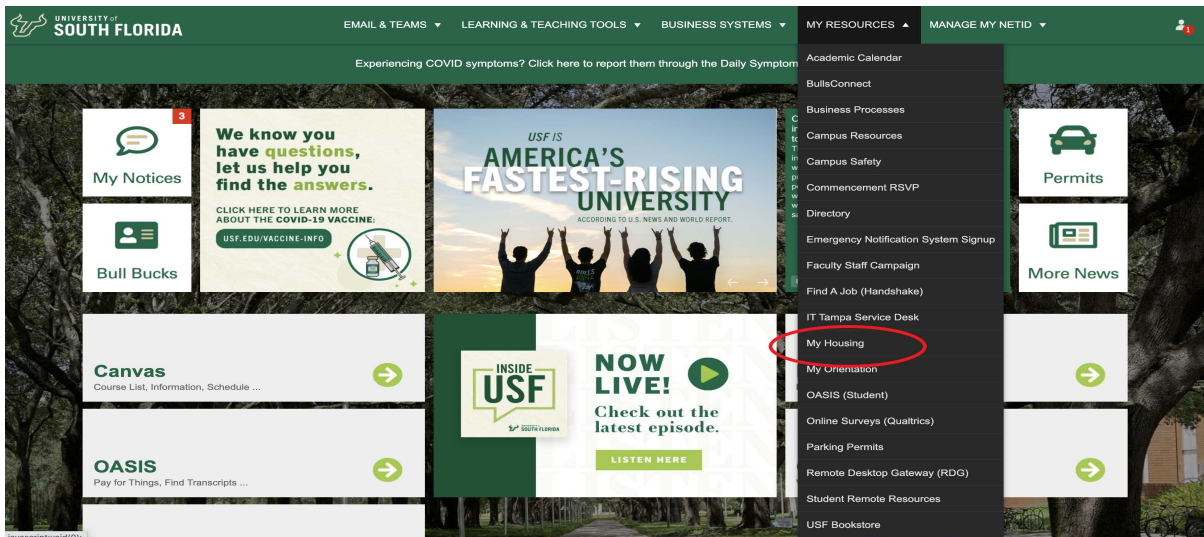 UNIVERSITY of
SOUTH FLORIDA
EMAIL & TEAMS ▼
LEARNING & TEACHING TOOLS ▼
BUSINESS SYSTEMS ▼
MY RESOURCES ▲
MANAGE MY NETID ▼
1
Experiencing COVID symptoms? Click here to report them through the Daily Symptom
3
My Notices
Bull Bucks
We know you
have questions,
let us help you
find the answers.
CLICK HERE TO LEARN MORE
ABOUT THE COVID-19 VACCINE:
USF.EDU/VACCINE-INFO
USF IS
AMERICA'S
FASTEST-RISING
UNIVERSITY
ACCORDING TO U.S. NEWS AND WORLD REPORT.
Academic Calendar
BullsConnect
Business Processes
Campus Resources
Campus Safety
Commencement RSVP
Directory
Emergency Notification System Signup
Faculty Staff Campaign
Find A Job (Handshake)
IT Tampa Service Desk
My Housing
My Orientation
OASIS (Student)
Online Surveys (Qualtrics)
Parking Permits
Remote Desktop Gateway (RDG)
Student Remote Resources
USF Bookstore
Permits
More News
Canvas
Course List, Information, Schedule ...
OASIS
Pay for Things, Find Transcripts ...
INSIDE
USF
SOUTH FLORIDA
NOW
LIVE!
Check out the
latest episode.
LISTEN HERE